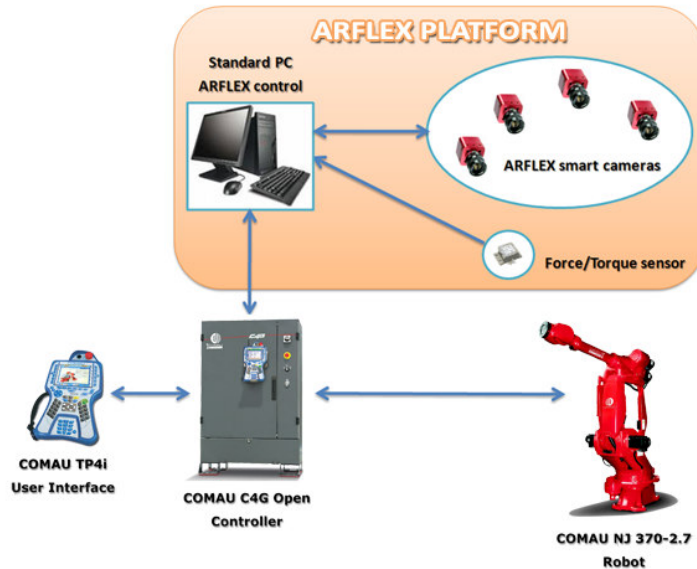 ARFLEX PLATFORM
Standard PC
ARFLEX control
ARFLEX smart cameras
Force/Torque sensor
C4G
COMAU TP4i
User Interface
COMAU C4G Open
Controller
COMAU NJ 370-2.7
Robot